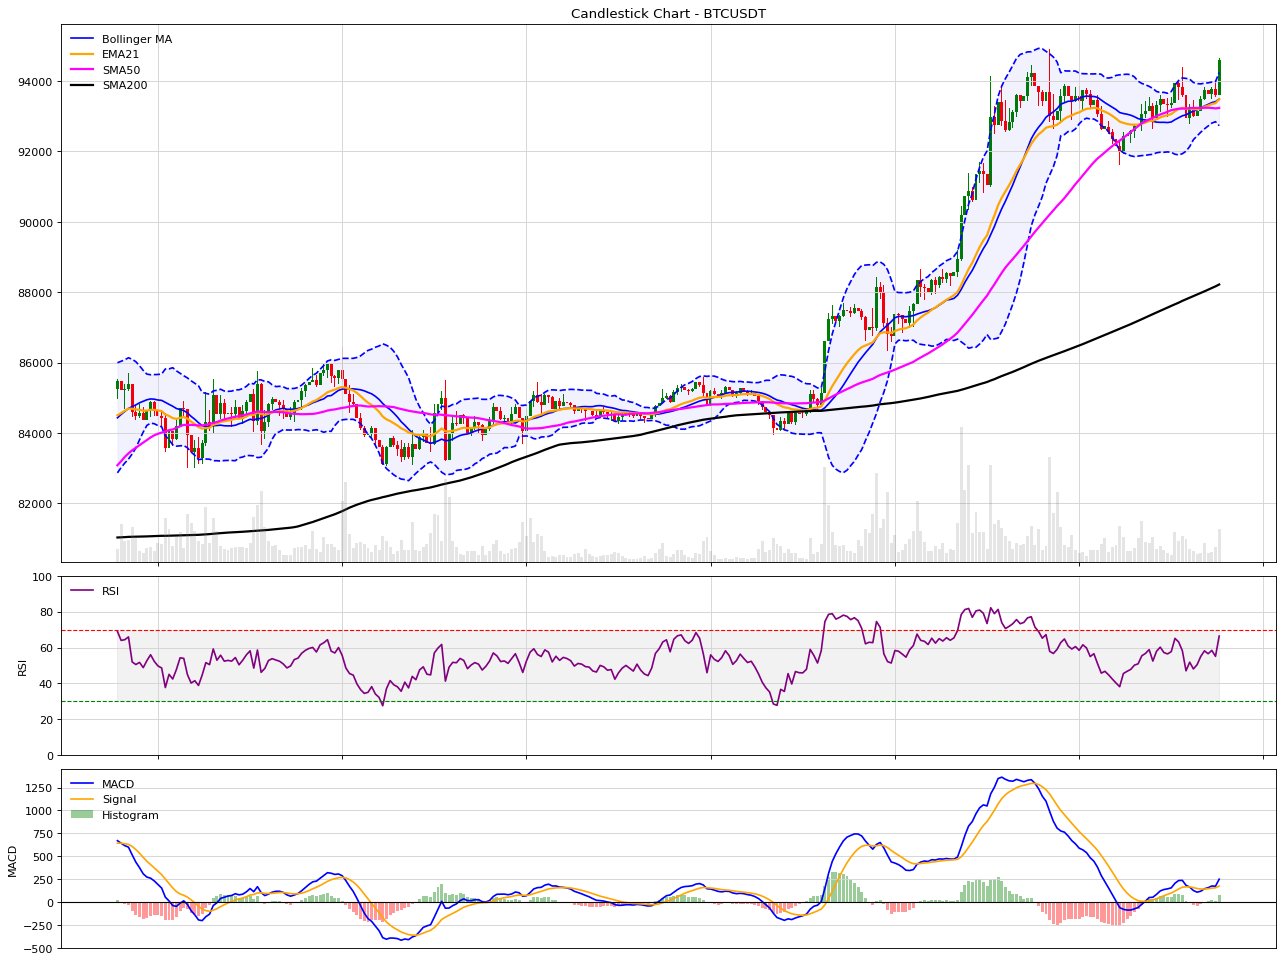 Candlestick Chart - BTCUSDT
Bollinger MA
EMA21
SMA50
SMA200
94000
92000
90000
88000
86000
84000
82000
RSI
100
80
60
40
20
0
RSI
MACD
Signal
Histogram
1250
1000
750
500
250
0
−250
−500
MACD